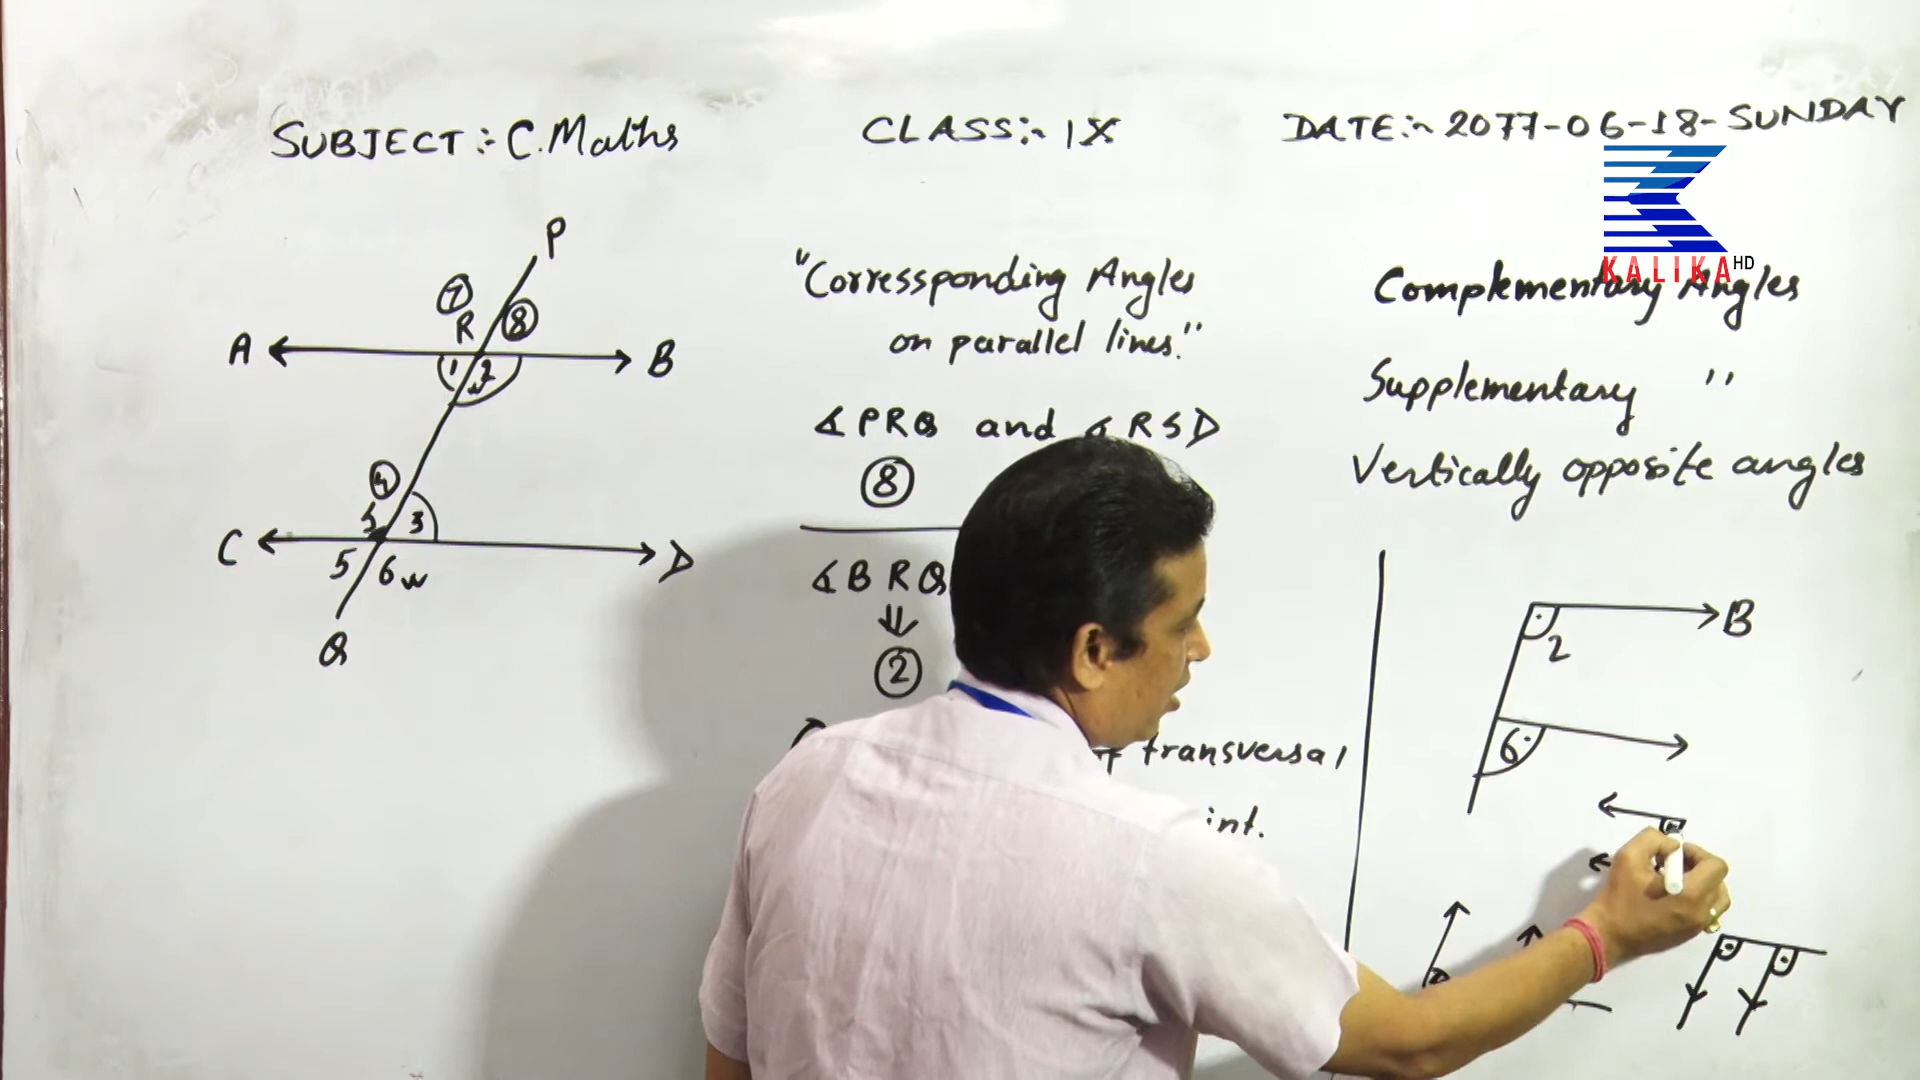 SUBJECT :- C.Maths
CLASS:- IX
DATE:- 2077-06-18-SUNDAY
KALIKA HD
P
7
R
8
A
B
1
2
4
3
C
D
5 6
Q
"Corressponding Angles
on parallel lines."
∡PRQ and ∡RSD
8
∡BRQ
⇓
2
transversal
int.
Complementary Angles
Supplementary "
Vertically opposite angles
B
2
6